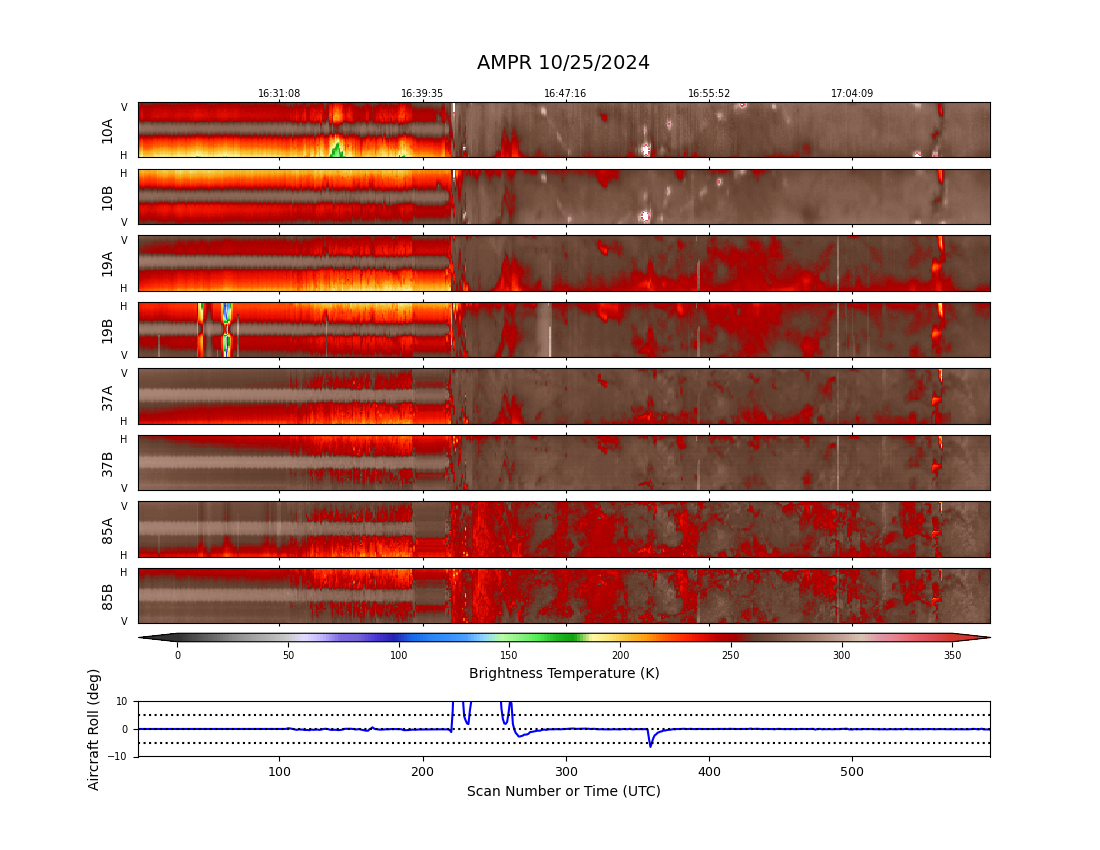 AMPR 10/25/2024
16:31:08 16:39:35 16:47:16 16:55:52 17:04:09
V
10A
H
H
10B
V
V
19A
H
H
19B
V
V
37A
H
H
37B
V
V
85A
H
H
85B
V
0 50 100 150 200 250 300 350
Brightness Temperature (K)
Aircraft Roll (deg)
10
0
−10
100 200 300 400 500
Scan Number or Time (UTC)